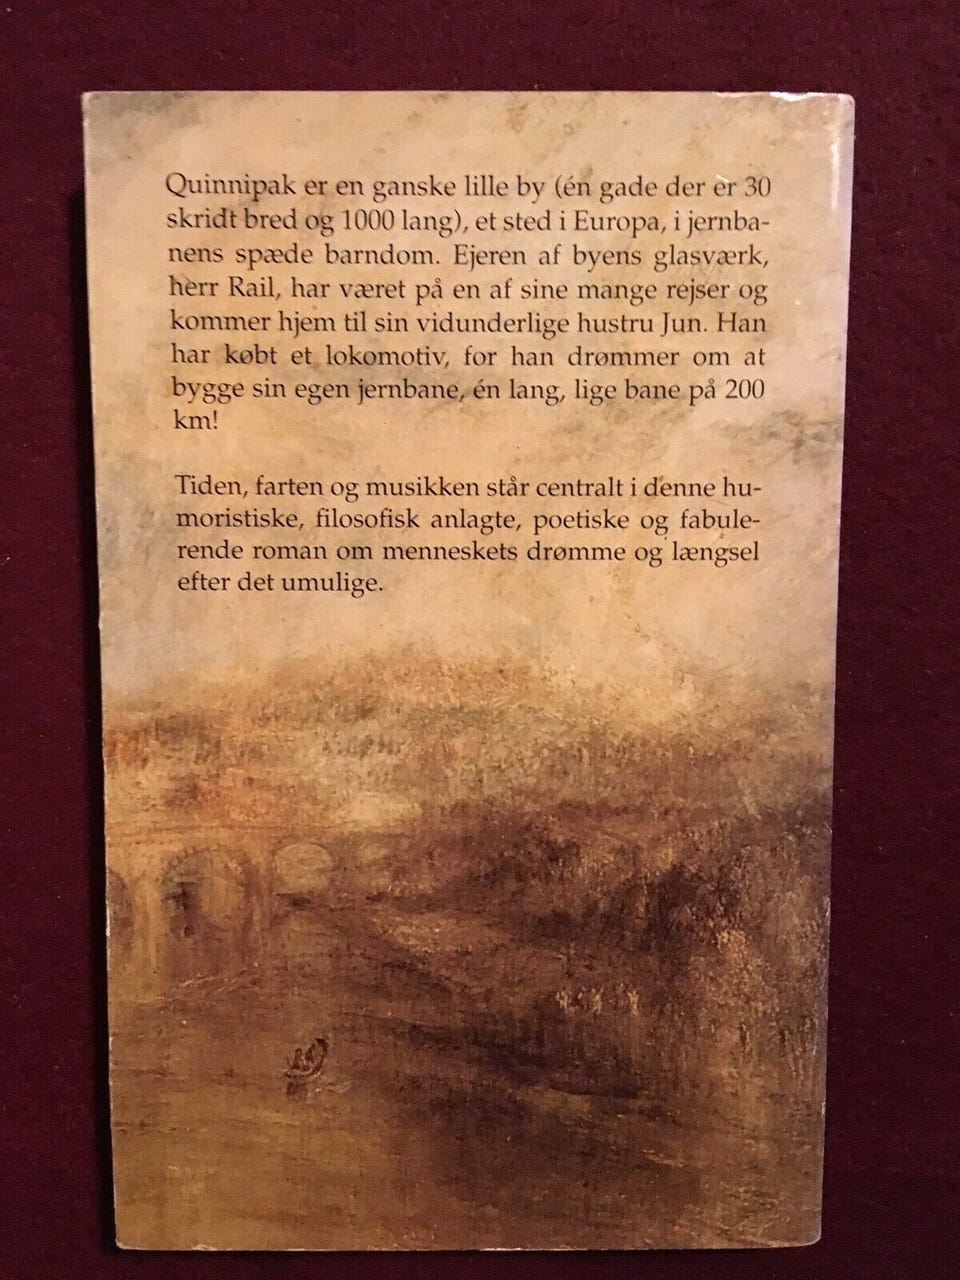 Quinnipak er en ganske lille by (én gade der er 30
skridt bred og 1000 lang), et sted i Europa, i jernba-
nens spæde barndom. Ejeren af byens glasværk,
herr Rail, har været på en af sine mange rejser og
kommer hjem til sin vidunderlige hustru Jun. Han
har købt et lokomotiv, for han drømmer om at
bygge sin egen jernbane, én lang, lige bane på 200
km!
Tiden, farten og musikken står centralt i denne hu-
moristiske, filosofisk anlagte, poetiske og fabule-
rende roman om menneskets drømme og længsel
efter det umulige.